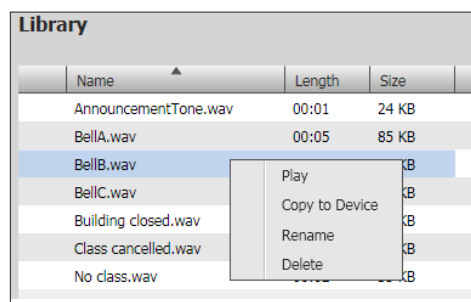 Library
Name Length Size
AnnouncementTone.wav 00:01 24 KB
BellA.wav 00:05 85 KB
BellB.wav KB
BellC.wav KB
Building closed.wav KB
Class cancelled.wav KB
No class.wav
Play
Copy to Device
Rename
Delete